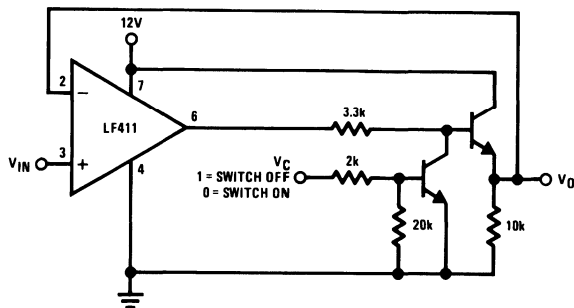 12V
2
7
−
LF411
6
3.3k
V_IN
3
+
4
V_C
1 = SWITCH OFF
0 = SWITCH ON
2k
20k
10k
V_O